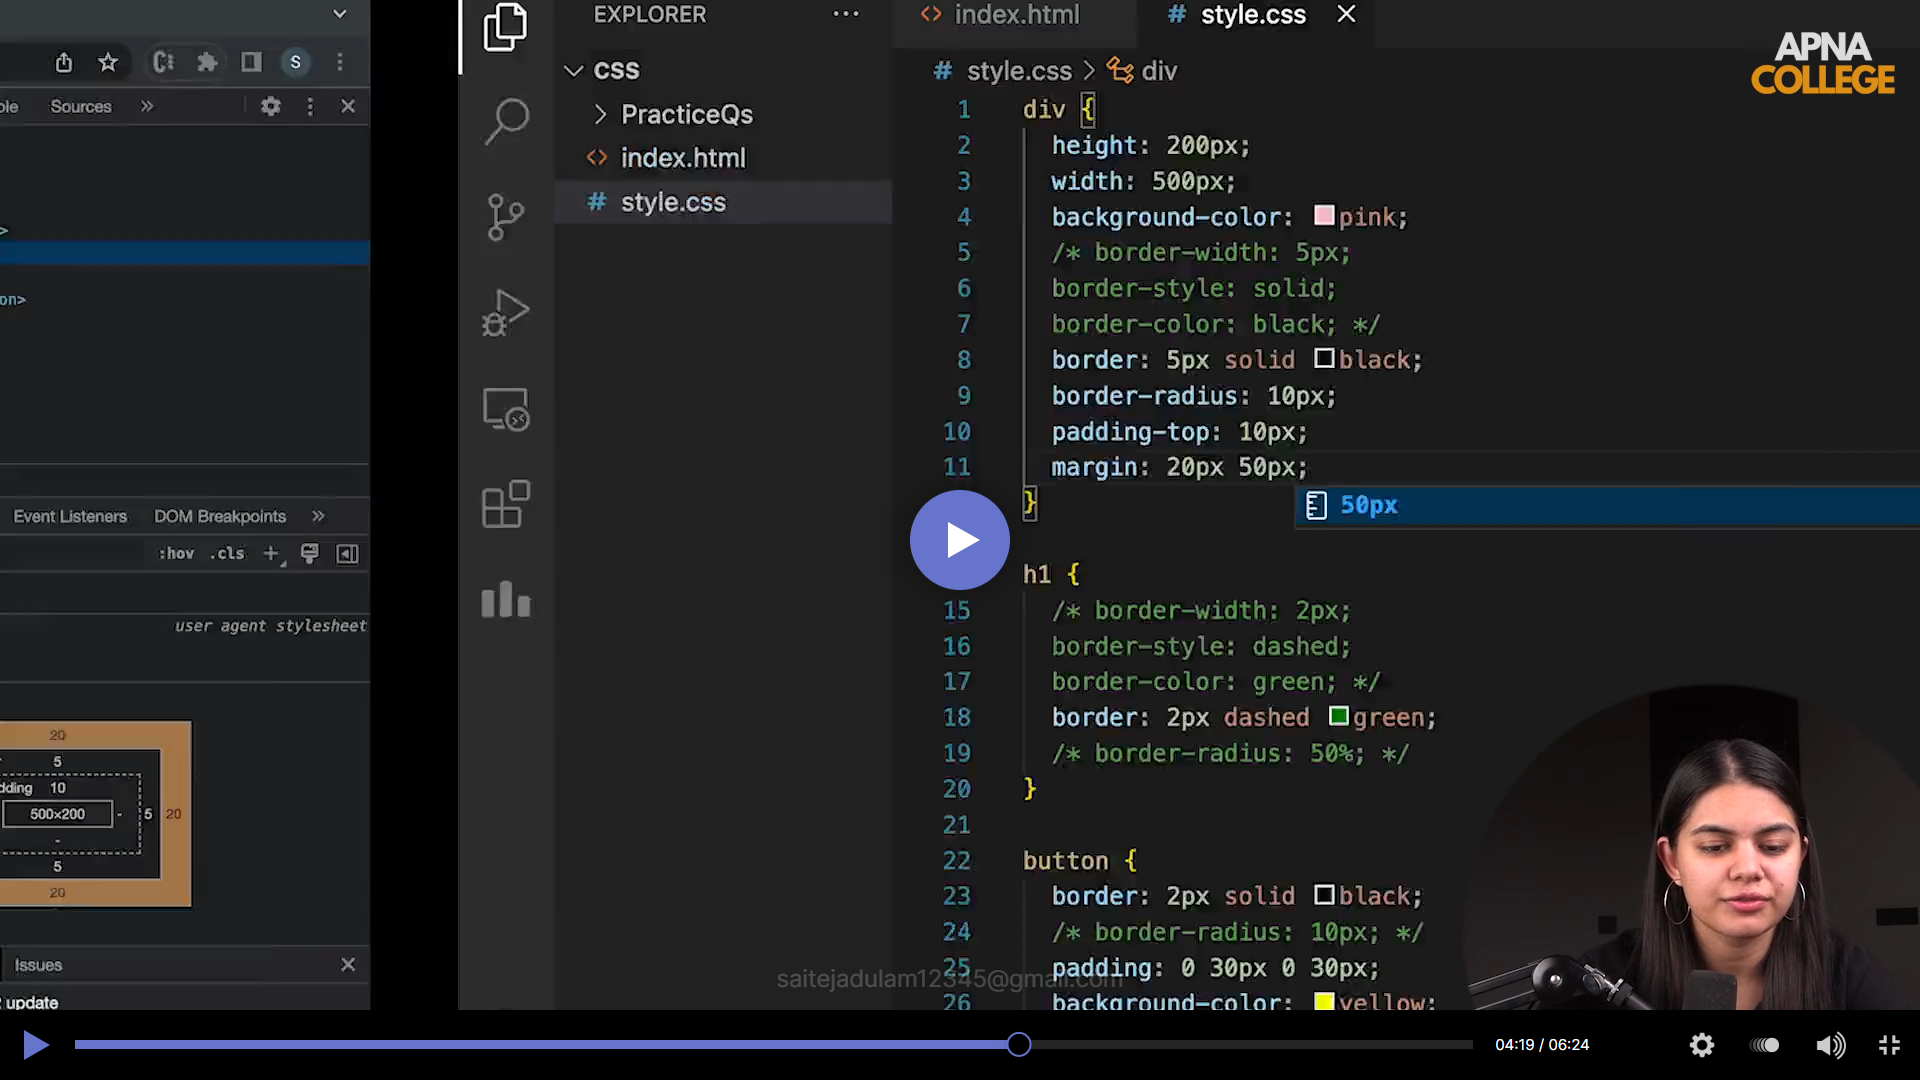 S
Sources
Event Listeners DOM Breakpoints
:hov .cls
user agent stylesheet
20
5
10
500×200
-
5
20
-
5
20
Issues
update
EXPLORER
CSS
PracticeQs
index.html
style.css
index.html
style.css
style.css > div
1 div {
2 height: 200px;
3 width: 500px;
4 background-color: pink;
5 /* border-width: 5px;
6 border-style: solid;
7 border-color: black; */
8 border: 5px solid black;
9 border-radius: 10px;
10 padding-top: 10px;
11 margin: 20px 50px;
}
50px
h1 {
15 /* border-width: 2px;
16 border-style: dashed;
17 border-color: green; */
18 border: 2px dashed green;
19 /* border-radius: 50%; */
20 }
21
22 button {
23 border: 2px solid black;
24 /* border-radius: 10px; */
25 padding: 0 30px 0 30px;
26 background-color: yellow;
saitejadulam12345@gmail.com
APNA
COLLEGE
04:19 / 06:24